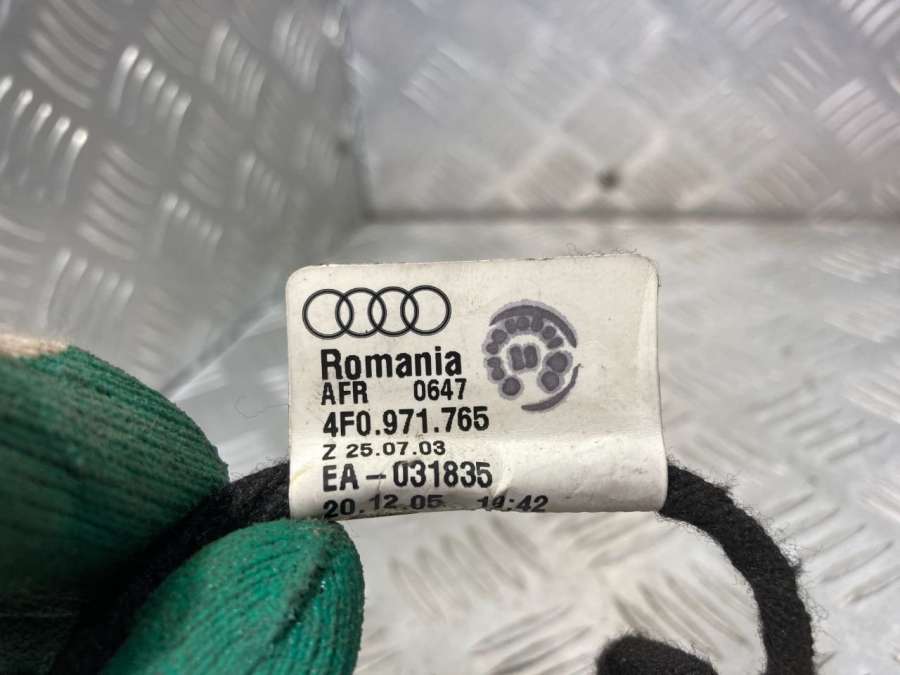 Romania
AFR 0647
4F0.971.765
Z 25.07.03
EA-031835
20.12.05 14:42